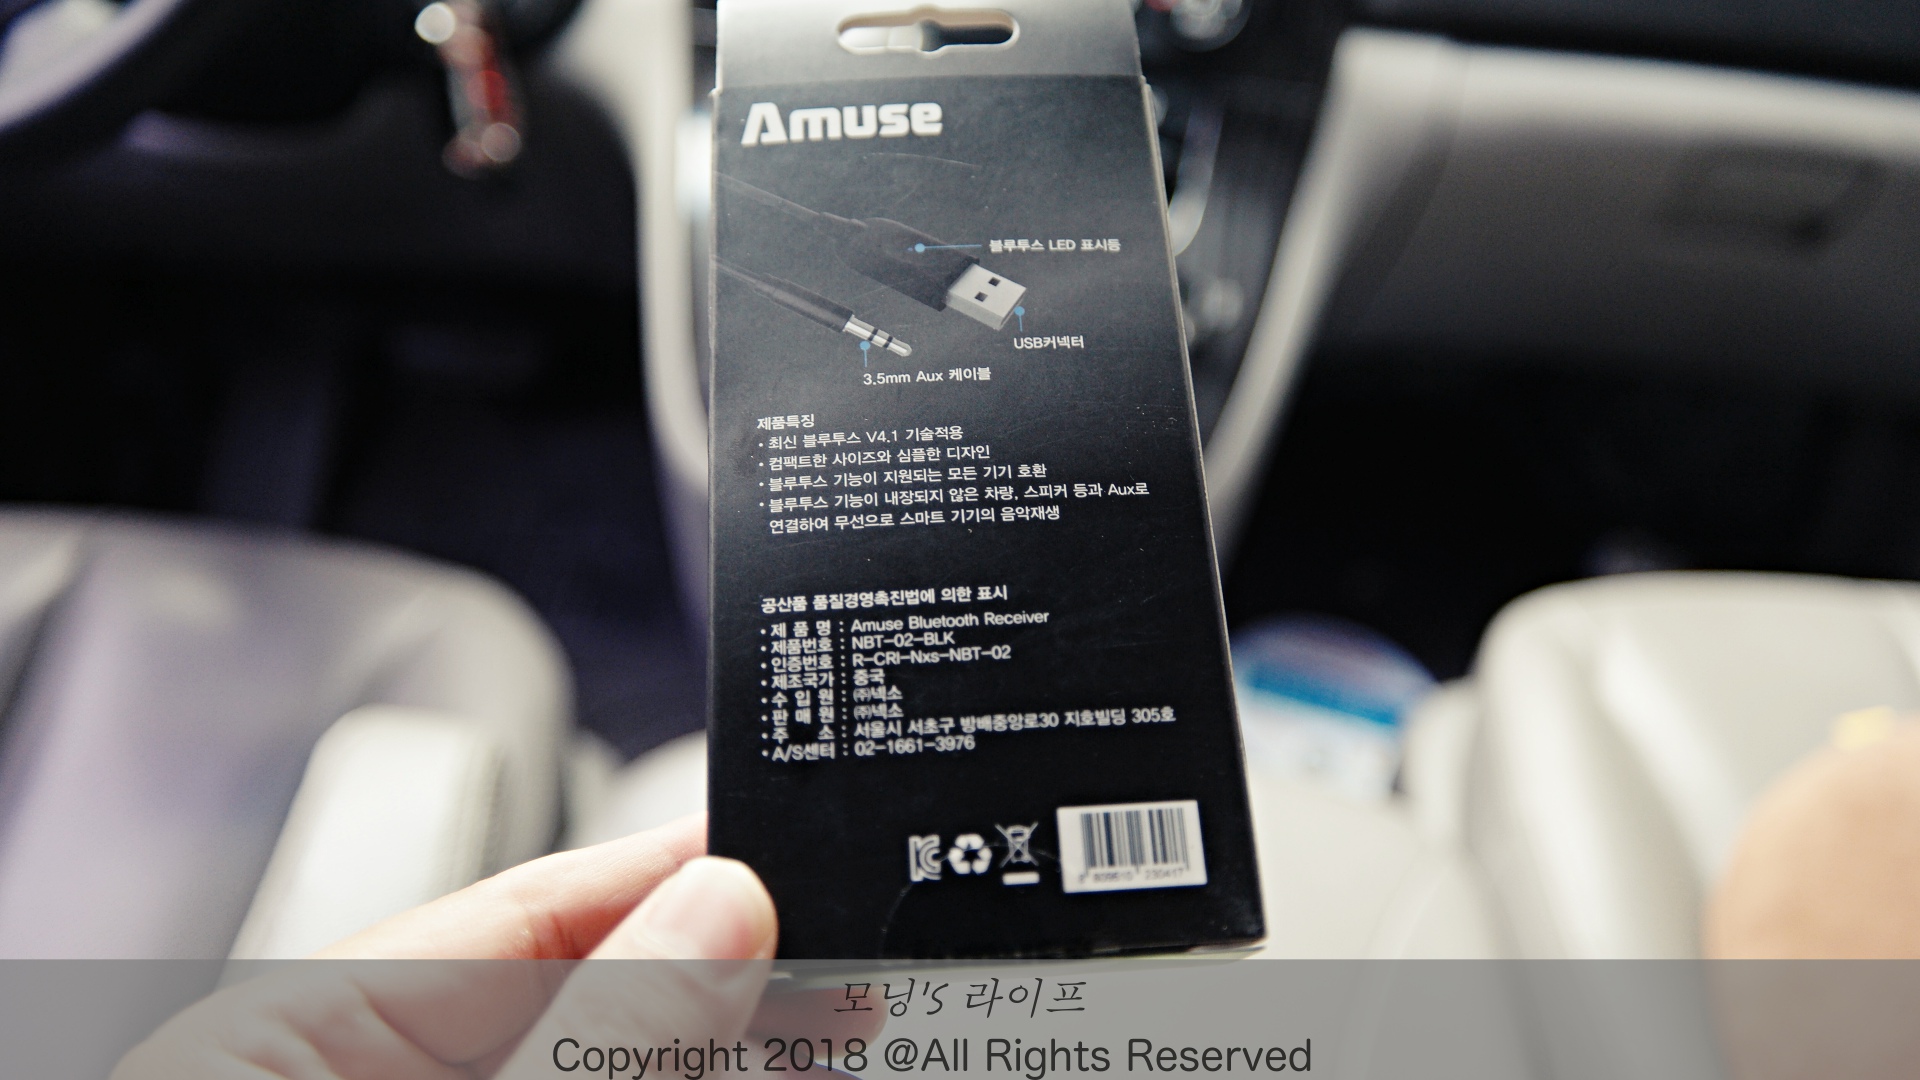 Amuse
블루투스 LED 표시등
USB커넥터
3.5mm Aux 케이블
제품특징
• 최신 블루투스 V4.1 기술적용
• 컴팩트한 사이즈와 심플한 디자인
• 블루투스 기능이 지원되는 모든 기기 호환
• 블루투스 기능이 내장되지 않은 차량, 스피커 등과 Aux로
연결하여 무선으로 스마트 기기의 음악재생
공산품 품질경영촉진법에 의한 표시
• 제 품 명 : Amuse Bluetooth Receiver
• 제품번호 : NBT-02-BLK
• 인증번호 : R-CRI-Nxs-NBT-02
• 제조국가 : 중국
• 수 입 원 : ㈜넥소
• 판 매 원 : ㈜넥소
• 주 소 : 서울시 서초구 방배중앙로30 지호빌딩 305호
• A/S센터 : 02-1661-3976
모닝's 라이프
Copyright 2018 @All Rights Reserved